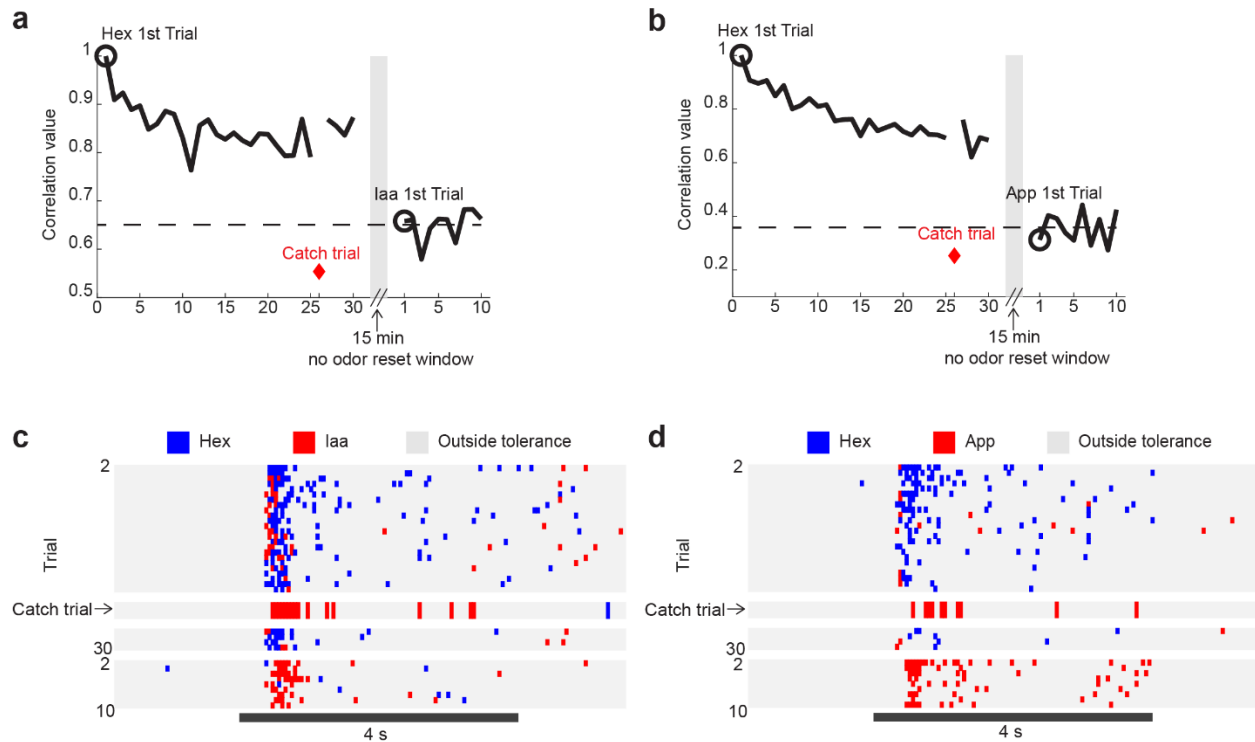 a
Hex 1st Trial
1
0.9
0.8
0.7
0.6
0.5
Correlation value
Iaa 1st Trial
Catch trial
0 5 10 15 20 25 30 1 5 10
15 min
no odor reset window
b
Hex 1st Trial
1
0.8
0.6
0.4
0.2
Correlation value
App 1st Trial
Catch trial
0 5 10 15 20 25 30 1 5 10
15 min
no odor reset window
c
Hex Iaa Outside tolerance
2
Trial
Catch trial
30
2
10
4 s
d
Hex App Outside tolerance
2
Trial
Catch trial
30
2
10
4 s